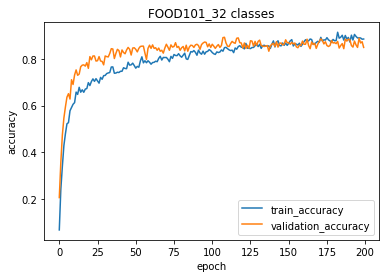 FOOD101_32 classes
accuracy
0.8
0.6
0.4
0.2
train_accuracy
validation_accuracy
0 25 50 75 100 125 150 175 200
epoch